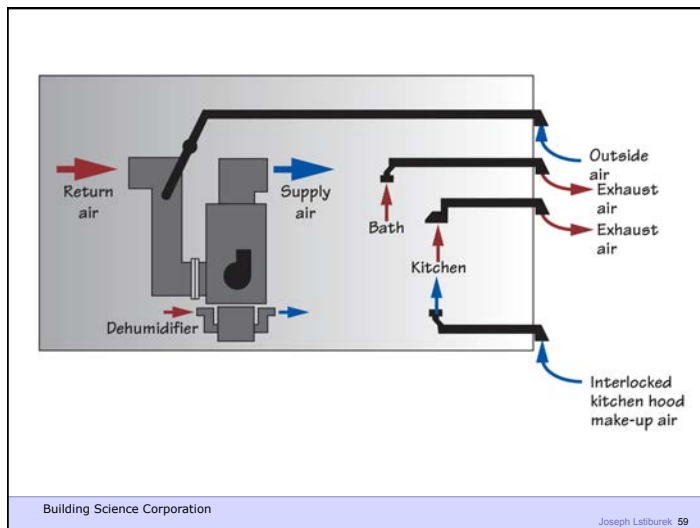 Return
air
Supply
air
Bath
Kitchen
Dehumidifier
Outside
air
Exhaust
air
Exhaust
air
Interlocked
kitchen hood
make-up air
Building Science Corporation
Joseph Lstiburek 59